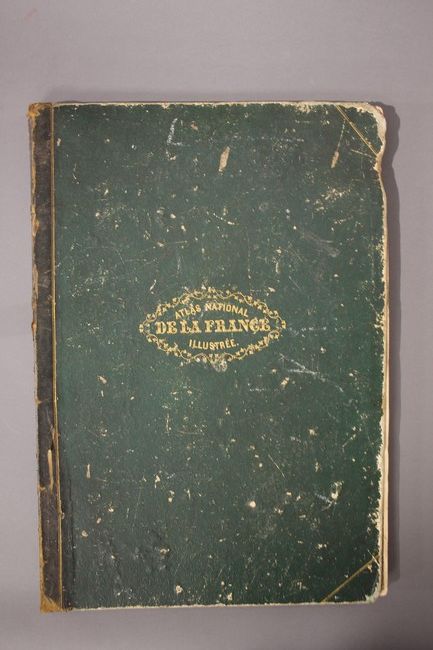 ATLAS NATIONAL
DE LA FRANCE
ILLUSTRÉE.